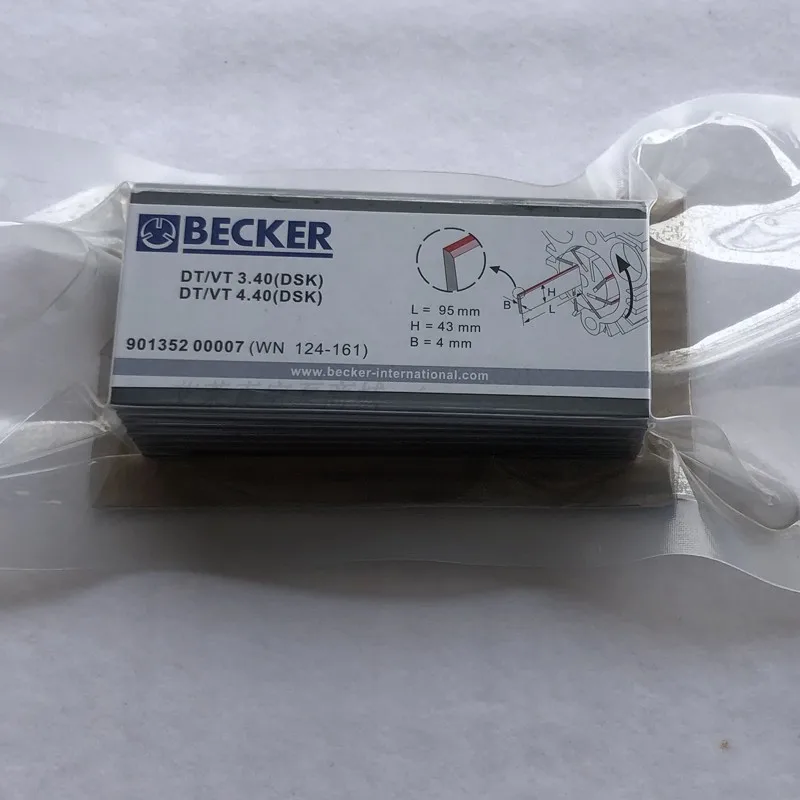 BECKER
DT/VT 3.40(DSK)
DT/VT 4.40(DSK)
901352 00007 (WN 124-161)
L = 95 mm
H = 43 mm
B = 4 mm
B
H
L
www.becker-international.com